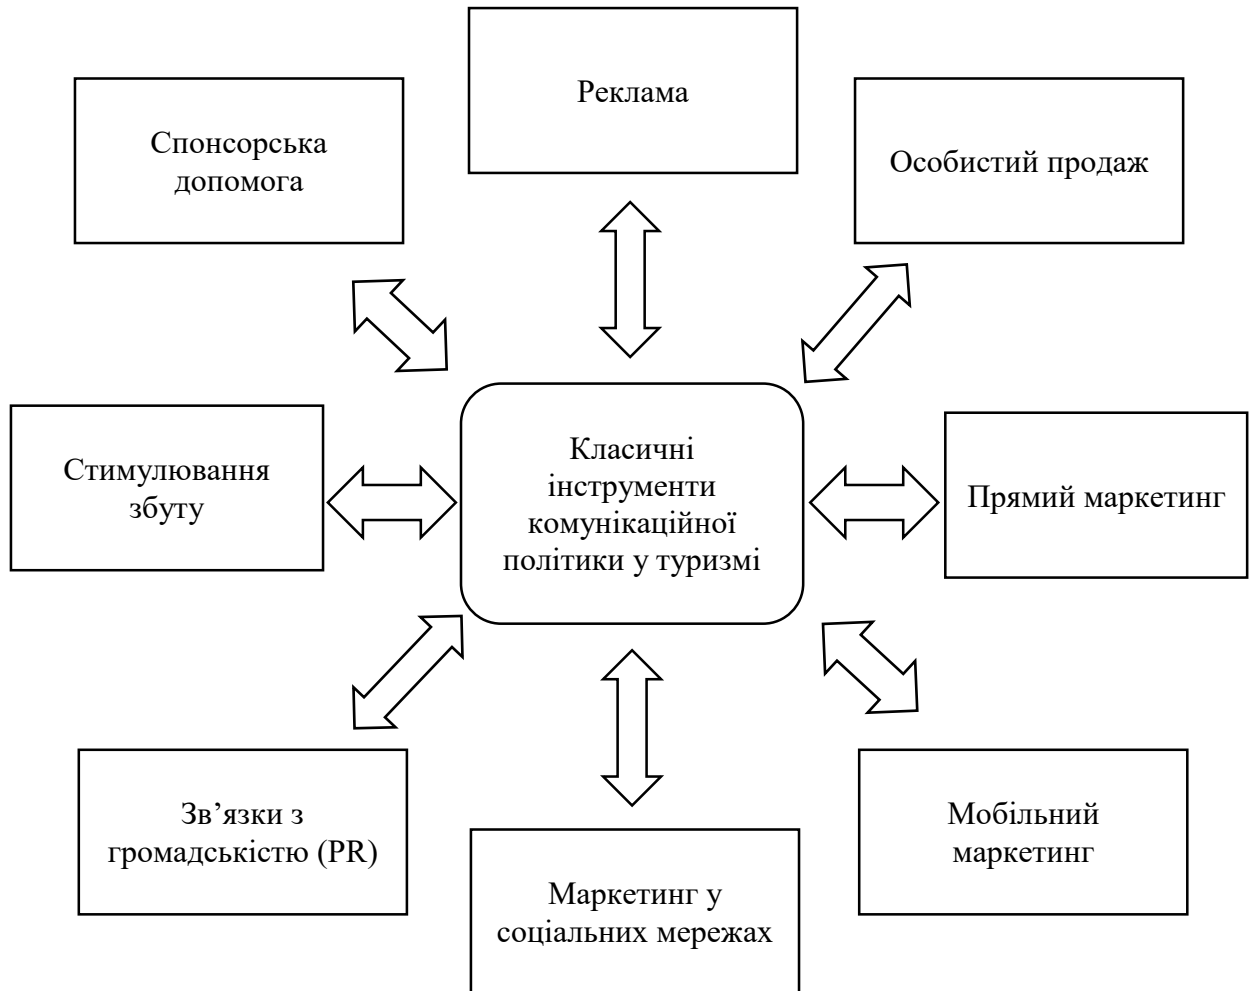 Реклама
Спонсорська
допомога
Особистий продаж
Стимулювання
збуту
Класичні
інструменти
комунікаційної
політики у туризмі
Прямий маркетинг
Зв’язки з
громадськістю (PR)
Маркетинг у
соціальних мережах
Мобільний
маркетинг